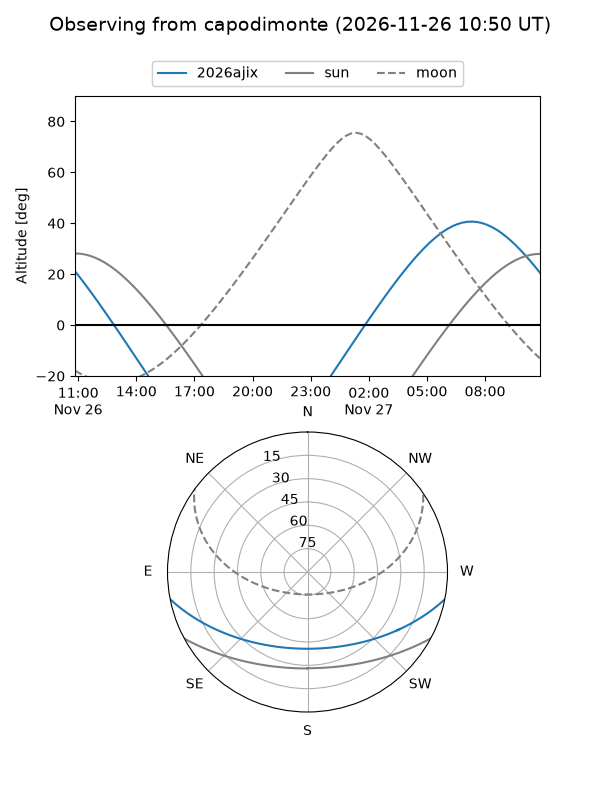 Observing from capodimonte (2026-11-26 10:50 UT)
2026ajix sun moon
80
60
40
20
0
−20
Altitude [deg]
11:00 14:00 17:00 20:00 23:00 02:00 05:00 08:00
Nov 26 Nov 27
N
NE NW
15
30
45
60
75
E W
SE SW
S